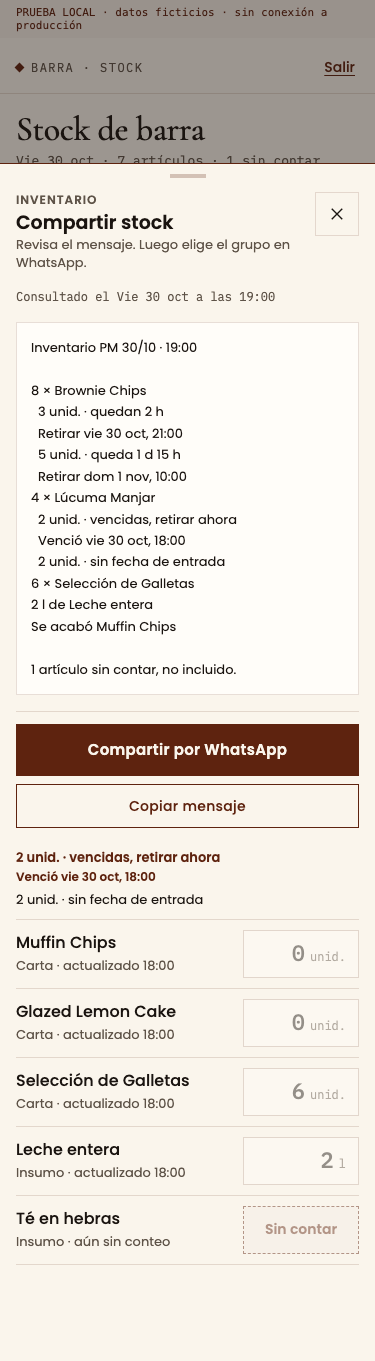 PRUEBA LOCAL · datos ficticios · sin conexión a
producción
BARRA · STOCK
Salir
Stock de barra
Vie 30 oct · 7 artículos · 1 sin contar
INVENTARIO
Compartir stock
Revisa el mensaje. Luego elige el grupo en
WhatsApp.
Consultado el Vie 30 oct a las 19:00
Inventario PM 30/10 · 19:00
8 × Brownie Chips
3 unid. · quedan 2 h
Retirar vie 30 oct, 21:00
5 unid. · queda 1 d 15 h
Retirar dom 1 nov, 10:00
4 × Lúcuma Manjar
2 unid. · vencidas, retirar ahora
Venció vie 30 oct, 18:00
2 unid. · sin fecha de entrada
6 × Selección de Galletas
2 l de Leche entera
Se acabó Muffin Chips
1 artículo sin contar, no incluido.
Compartir por WhatsApp
Copiar mensaje
2 unid. · vencidas, retirar ahora
Venció vie 30 oct, 18:00
2 unid. · sin fecha de entrada
Muffin Chips
Carta · actualizado 18:00
0 unid.
Glazed Lemon Cake
Carta · actualizado 18:00
0 unid.
Selección de Galletas
Carta · actualizado 18:00
6 unid.
Leche entera
Insumo · actualizado 18:00
2 l
Té en hebras
Insumo · aún sin conteo
Sin contar